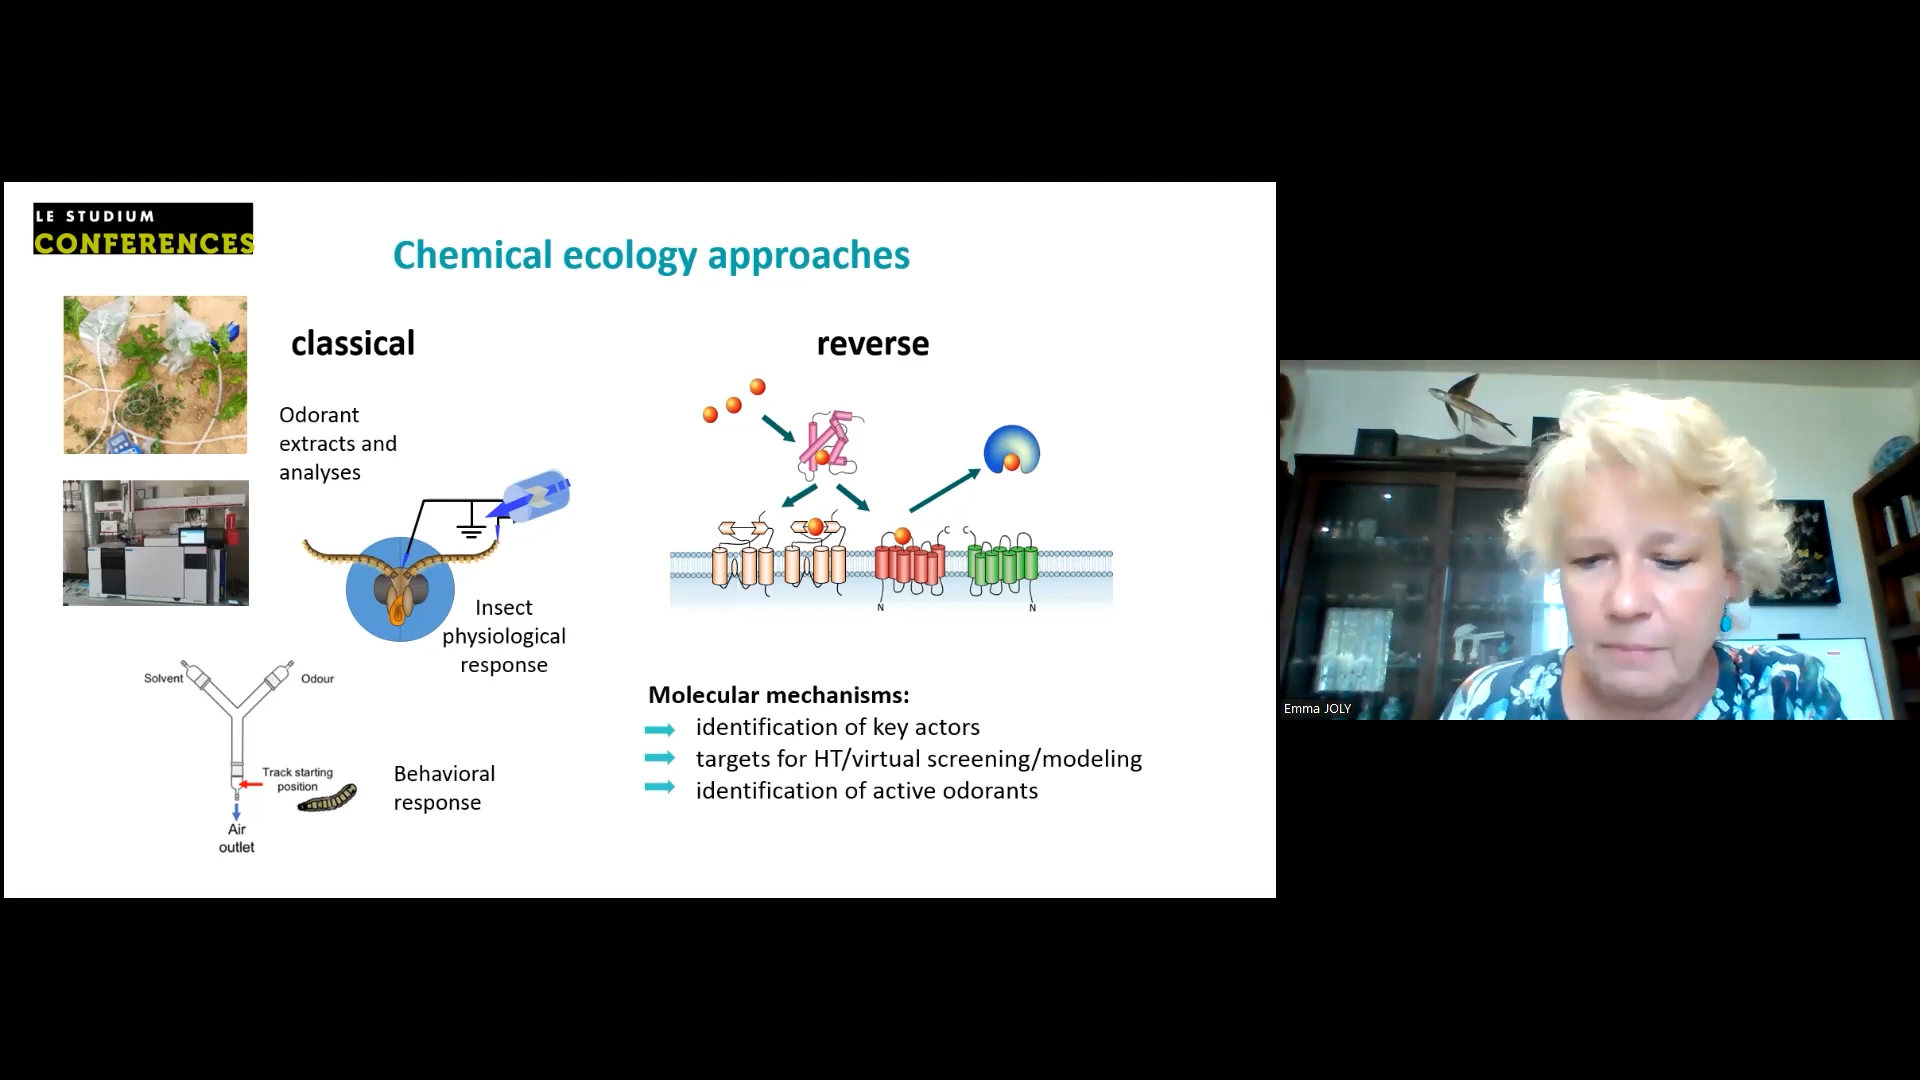 LE STUDIUM
CONFERENCES
Chemical ecology approaches
classical
reverse
Odorant
extracts and
analyses
Insect
physiological
response
C C
N
N
Solvent
Odour
Track starting
position
Air
outlet
Behavioral
response
Molecular mechanisms:
identification of key actors
targets for HT/virtual screening/modeling
identification of active odorants
Emma JOLY